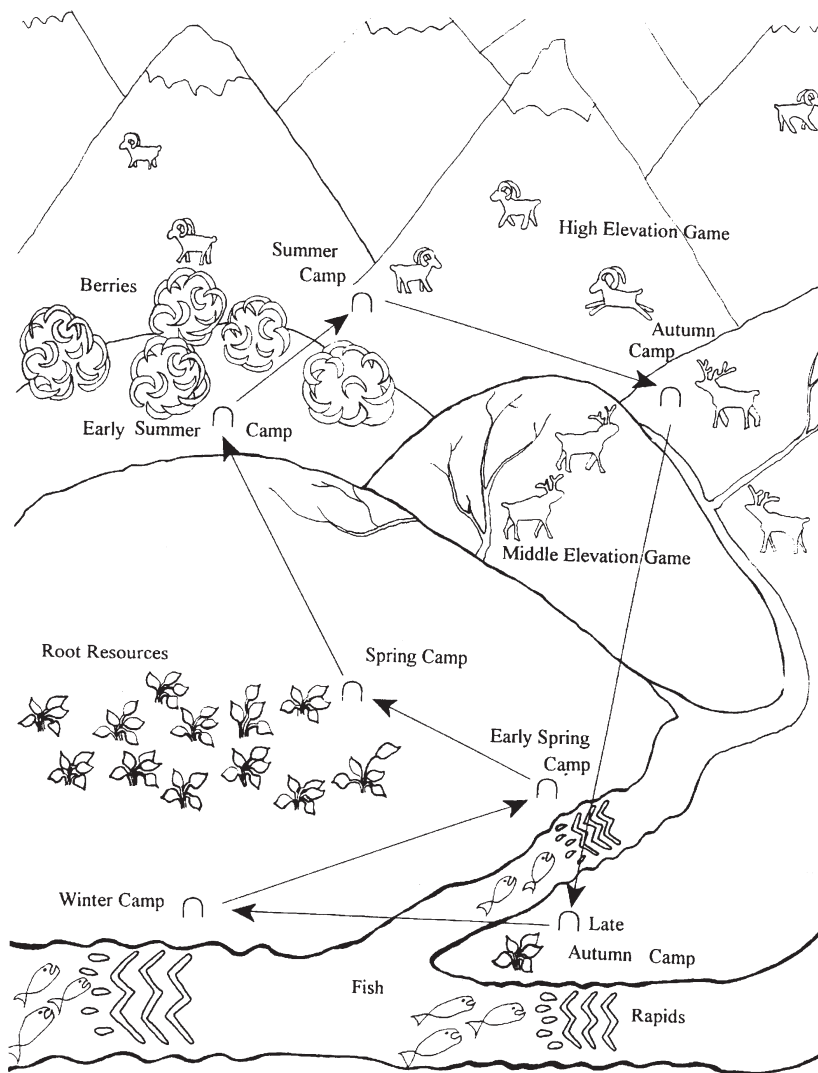 Summer
Camp
High Elevation Game
Berries
Autumn
Camp
Early Summer Camp
Middle Elevation Game
Root Resources
Spring Camp
Early Spring
Camp
Winter Camp
Late
Autumn Camp
Fish
Rapids